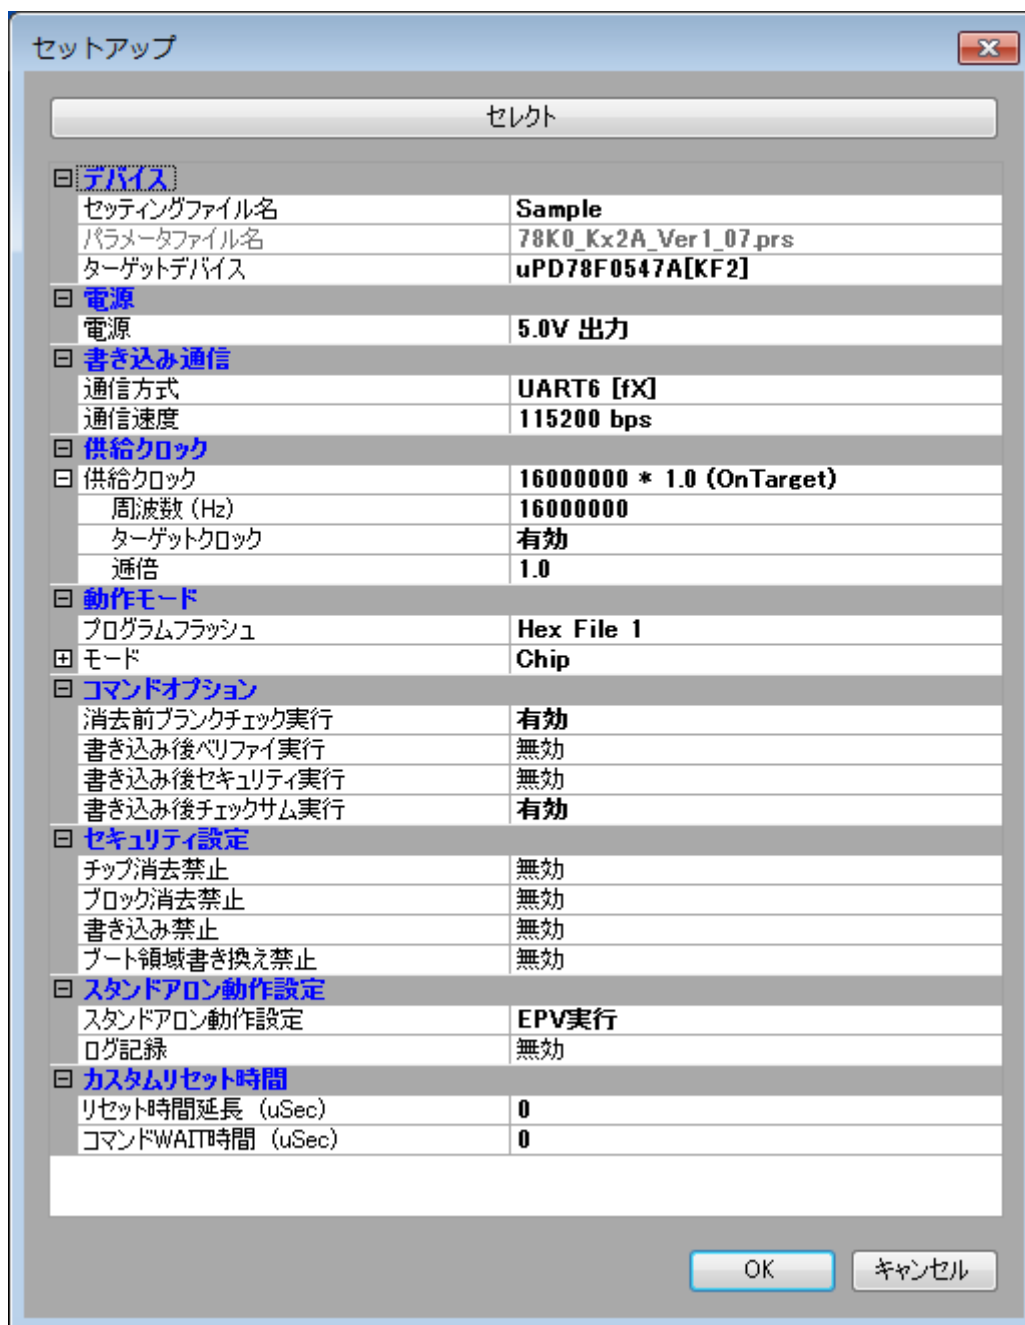 セットアップ
セレクト
デバイス
セッティングファイル名 Sample
パラメータファイル名 78K0_Kx2A_Ver1_07.prs
ターゲットデバイス uPD78F0547A[KF2]
電源
電源 5.0V 出力
書き込み通信
通信方式 UART6 [fX]
通信速度 115200 bps
供給クロック
供給クロック 16000000 * 1.0 (OnTarget)
周波数 (Hz) 16000000
ターゲットクロック 有効
逓倍 1.0
動作モード
プログラムフラッシュ Hex File 1
モード Chip
コマンドオプション
消去前ブランクチェック実行 有効
書き込み後ベリファイ実行 無効
書き込み後セキュリティ実行 無効
書き込み後チェックサム実行 有効
セキュリティ設定
チップ消去禁止 無効
ブロック消去禁止 無効
書き込み禁止 無効
ブート領域書き換え禁止 無効
スタンドアロン動作設定
スタンドアロン動作設定 EPV実行
ログ記録 無効
カスタムリセット時間
リセット時間延長 (uSec) 0
コマンドWAIT時間 (uSec) 0
OK キャンセル